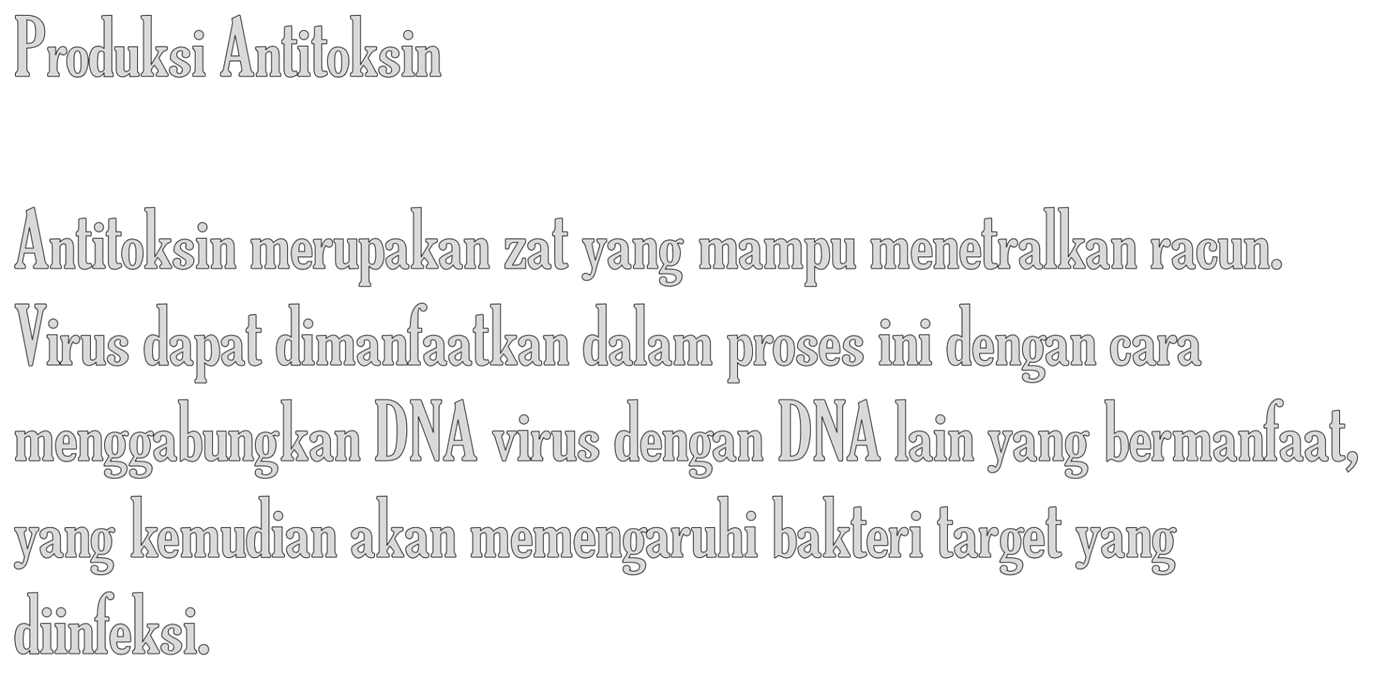 Produksi Antitoksin
Antitoksin merupakan zat yang mampu menetralkan racun.
Virus dapat dimanfaatkan dalam proses ini dengan cara
menggabungkan DNA virus dengan DNA lain yang bermanfaat,
yang kemudian akan memengaruhi bakteri target yang
diinfeksi.